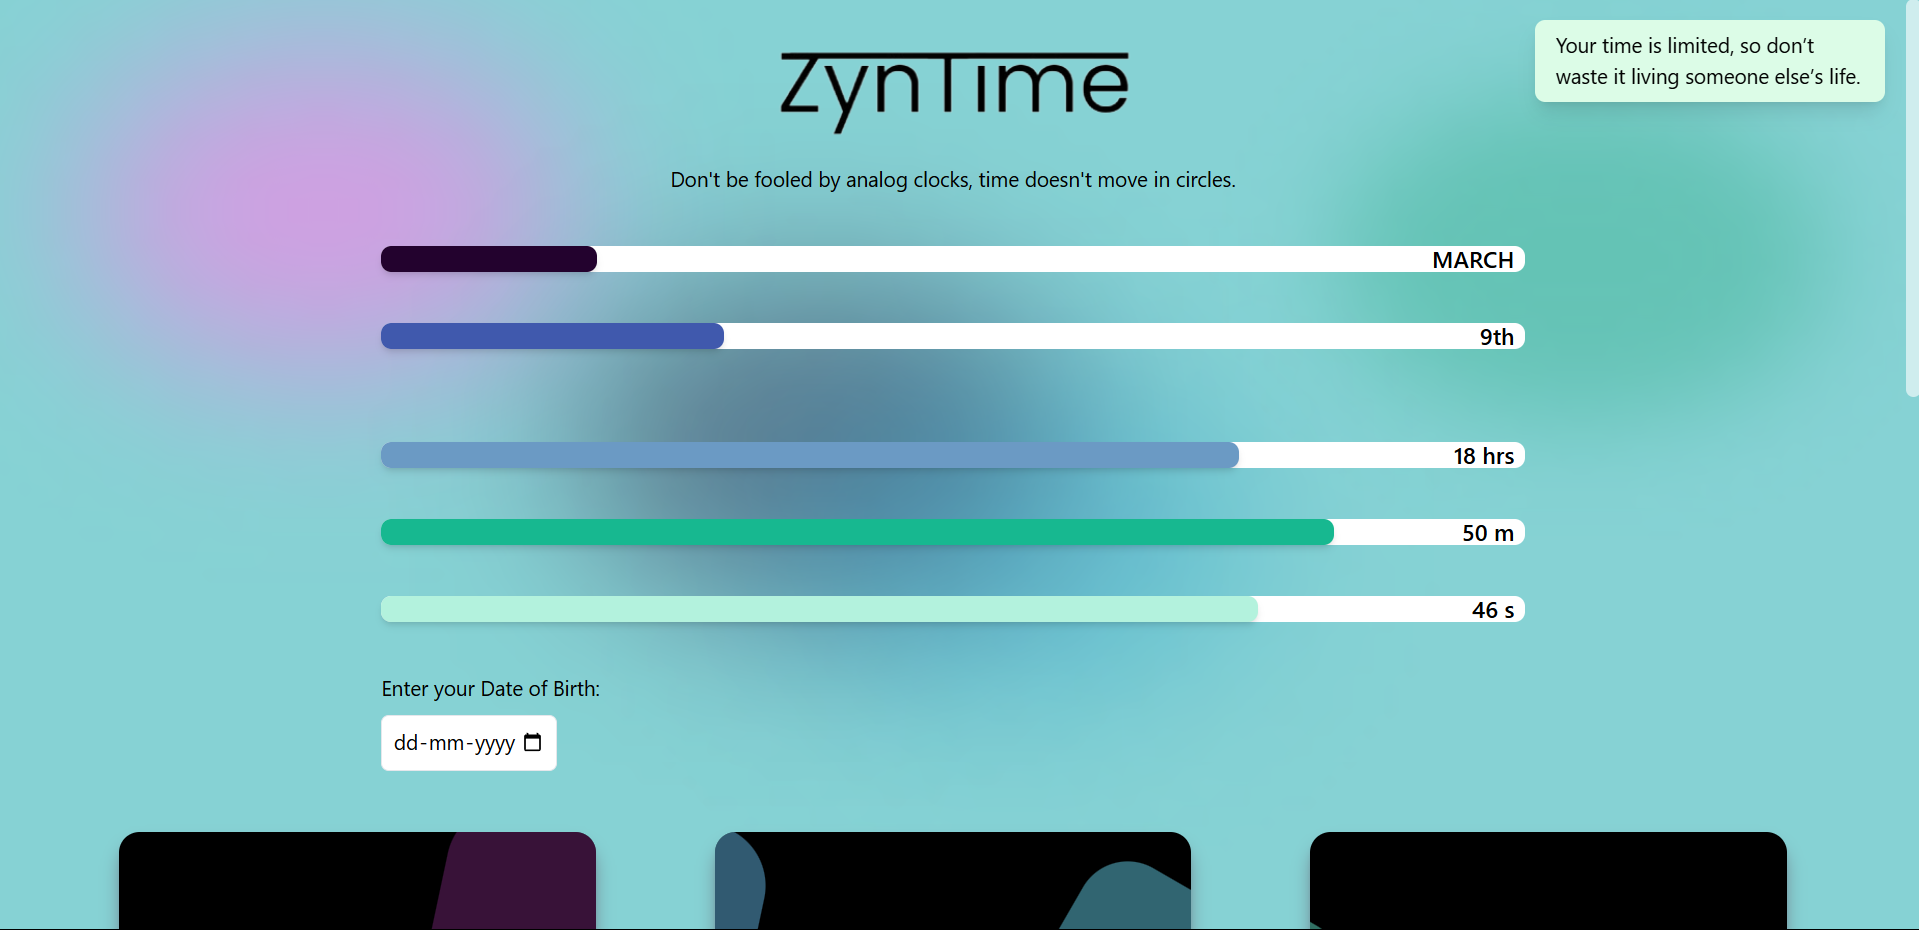 ZynTime
Your time is limited, so don’t
waste it living someone else’s life.
Don't be fooled by analog clocks, time doesn't move in circles.
MARCH
9th
18 hrs
50 m
46 s
Enter your Date of Birth:
dd-mm-yyyy